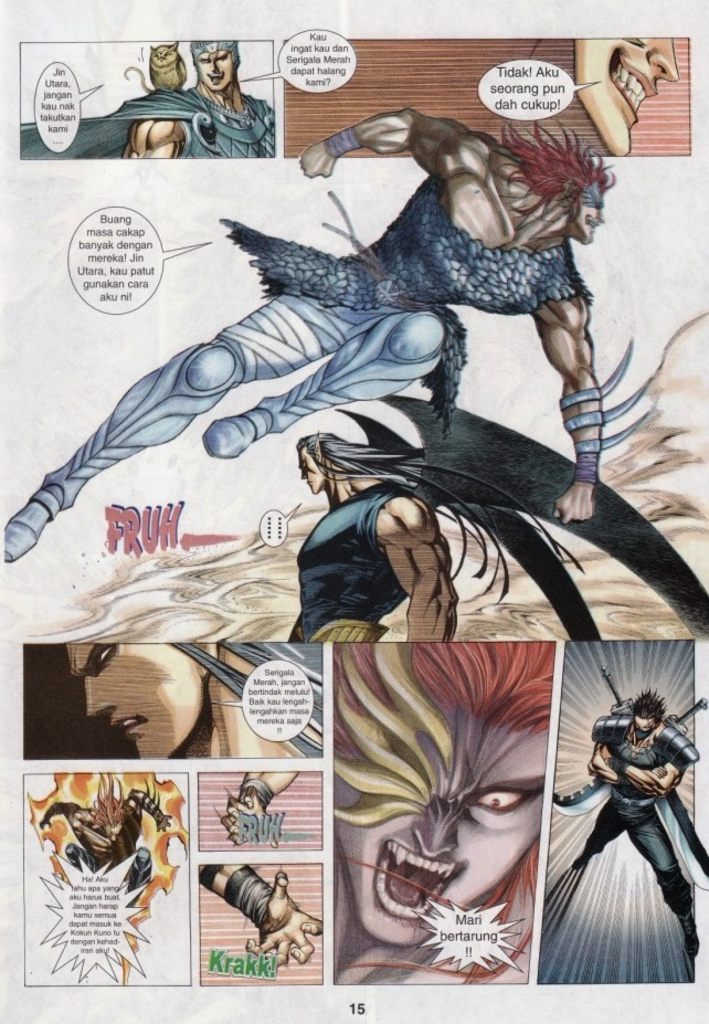 Jin
Utara,
jangan
kau nak
takutkan
kami
....
Kau
ingat kau dan
Serigala Merah
dapat halang
kami?
Tidak! Aku
seorang pun
dah cukup!
Buang
masa cakap
banyak dengan
mereka! Jin
Utara, kau patut
gunakan cara
aku ni!
FRUH
Serigala
Merah, jangan
bertindak melulu!
Baik kau lengah-
lengahkan masa
mereka saja
!!
Ha! Aku
tahu apa yang
aku harus buat.
Jangan harap
kamu semua
dapat masuk ke
Kokun Kuno tu
dengan kehad-
iran aku!
FRUH
Krakk!
Mari
bertarung
!!
15